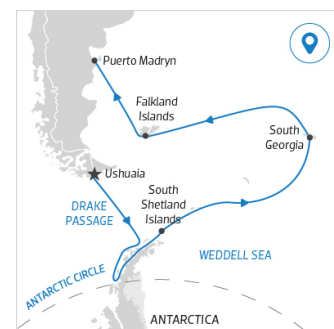 Puerto Madryn
Falkland
Islands
South
Georgia
Ushuaia
South
Shetland
Islands
DRAKE
PASSAGE
WEDDELL SEA
ANTARCTIC CIRCLE
ANTARCTICA